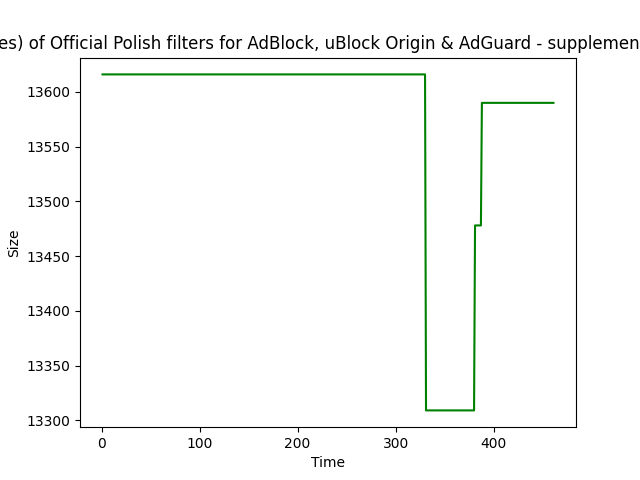 es) of Official Polish filters for AdBlock, uBlock Origin & AdGuard - supplemen
13600
13550
13500
13450
13400
13350
13300
Size
0 100 200 300 400
Time